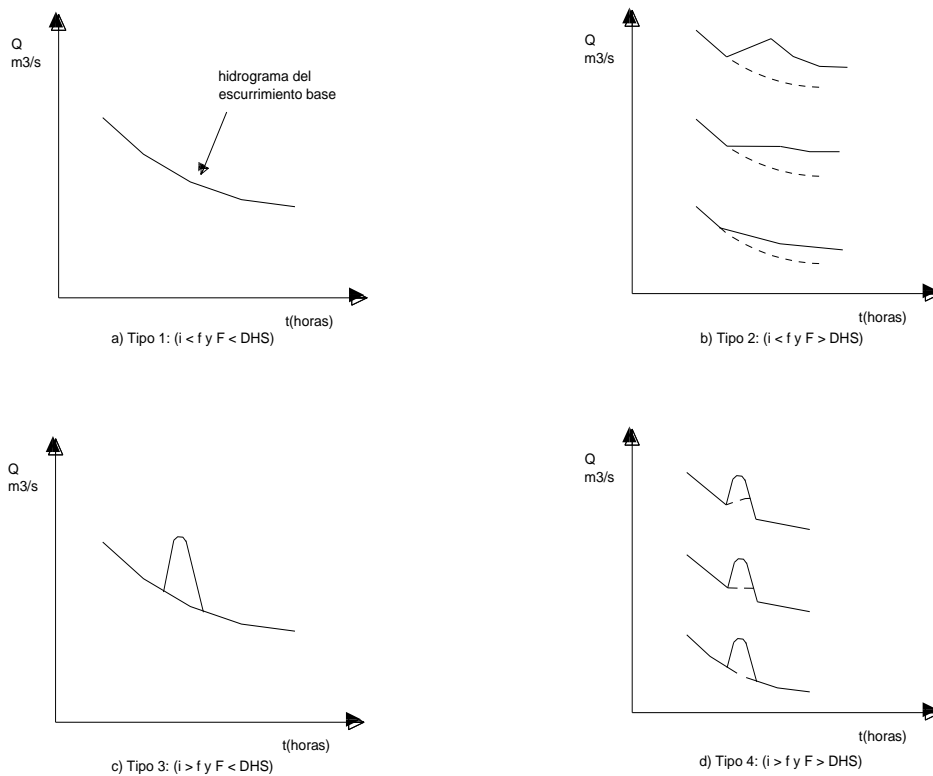 Q
m3/s
hidrograma del
escurrimiento base
t(horas)
a) Tipo 1: (i < f y F < DHS)
Q
m3/s
t(horas)
b) Tipo 2: (i < f y F > DHS)
Q
m3/s
t(horas)
c) Tipo 3: (i > f y F < DHS)
Q
m3/s
t(horas)
d) Tipo 4: (i > f y F > DHS)